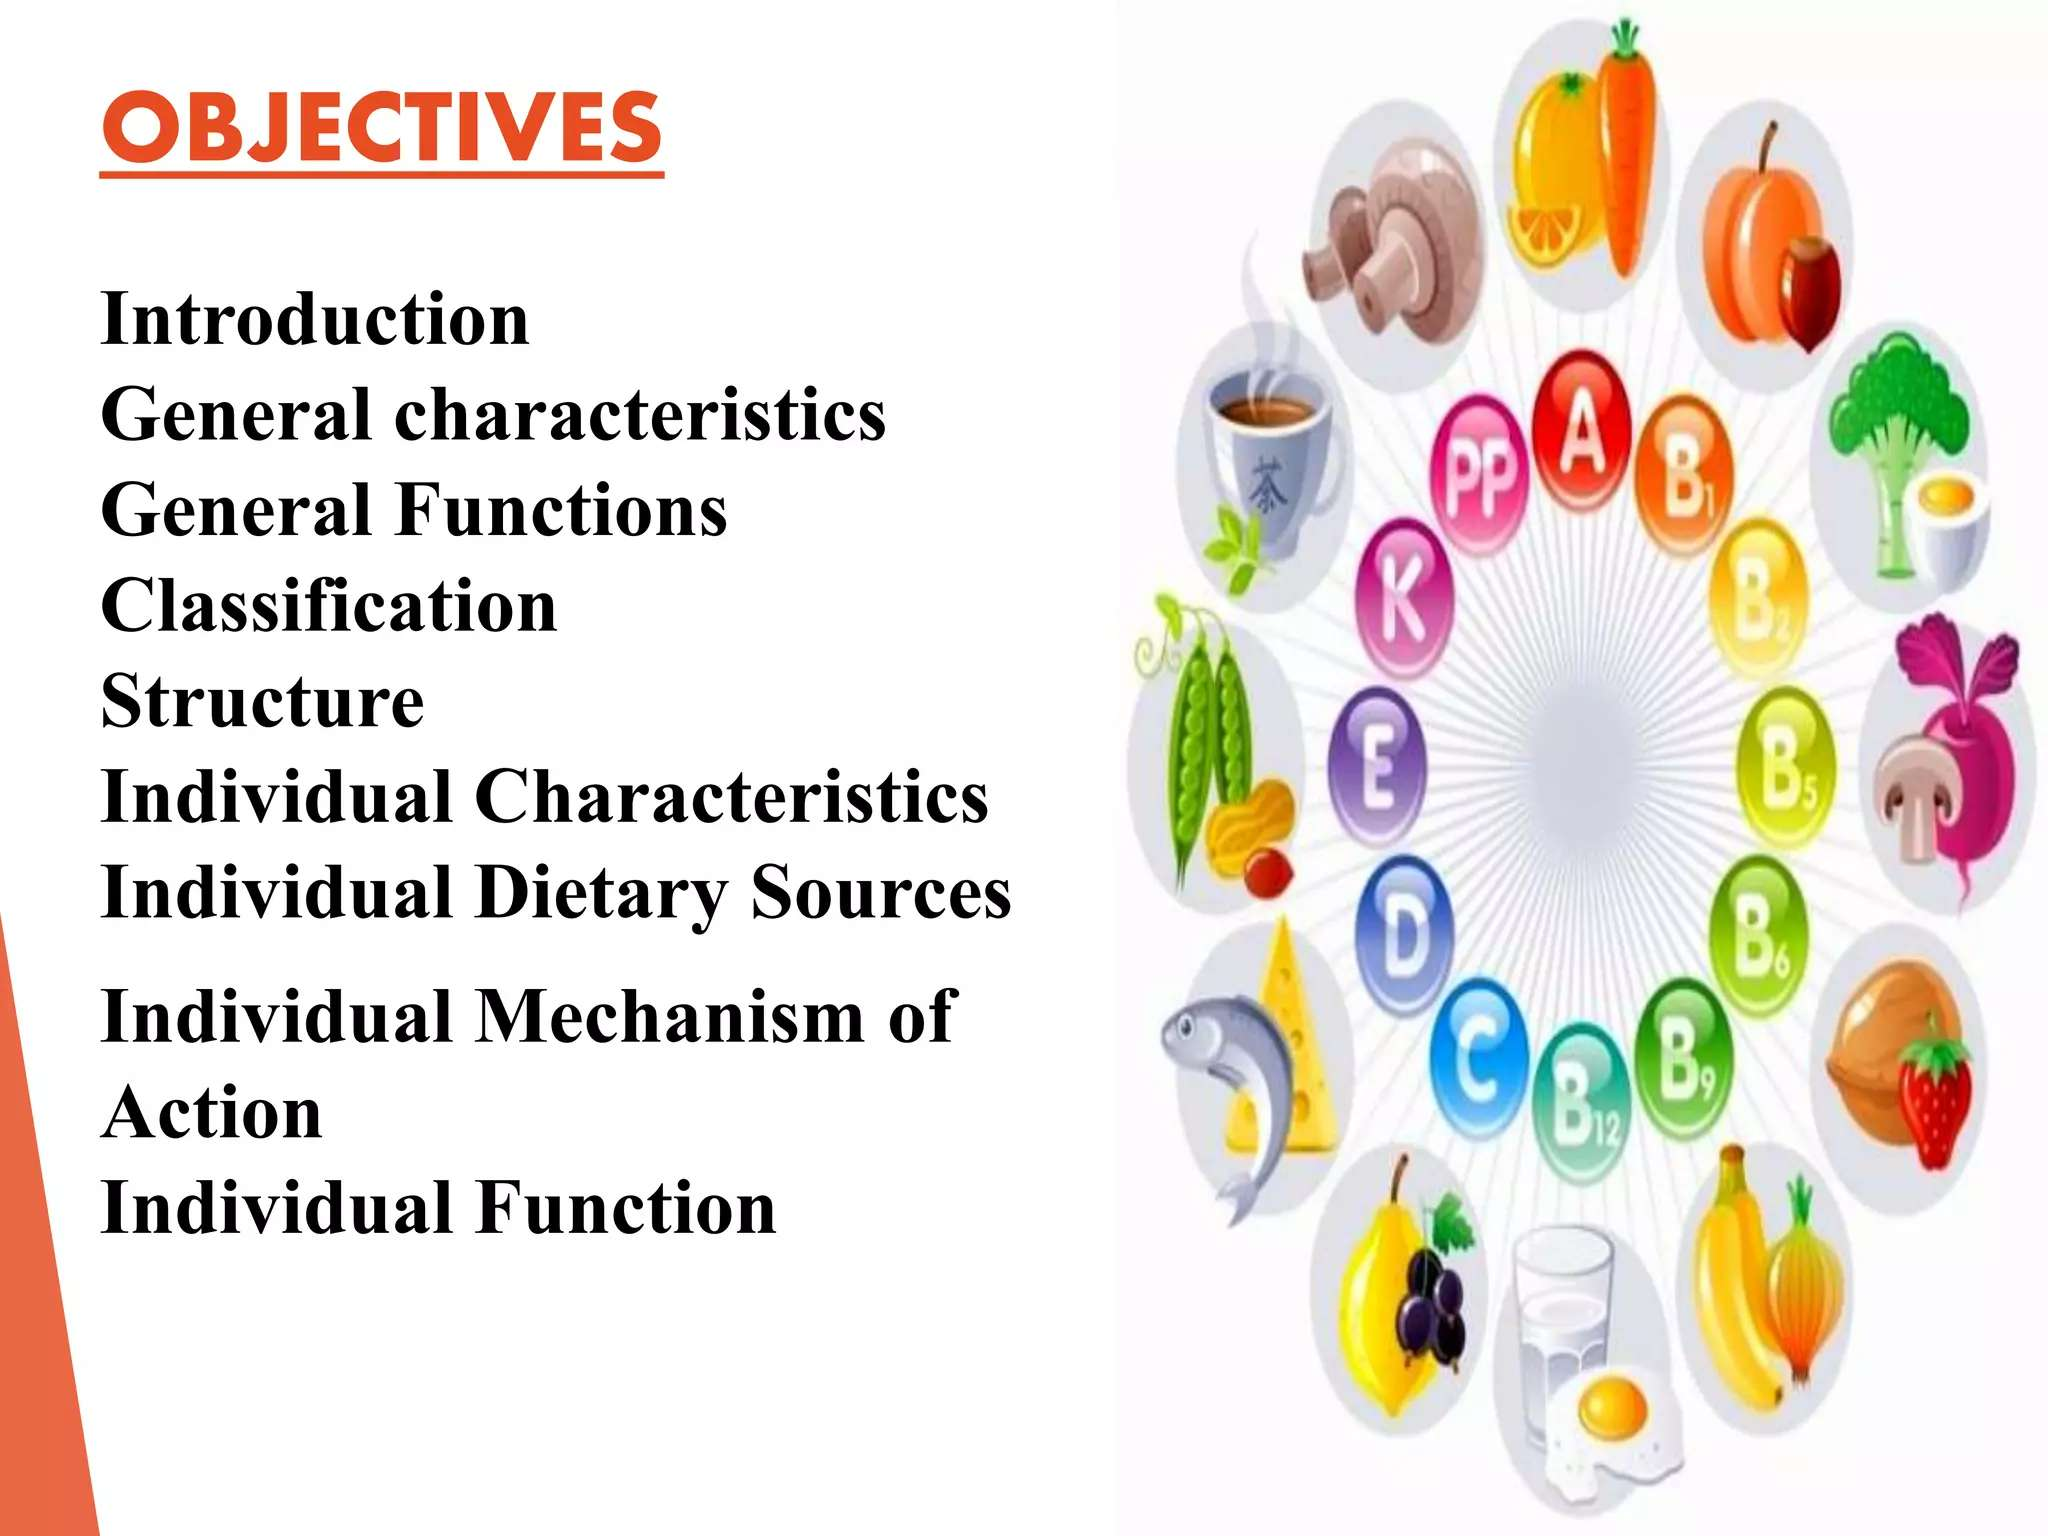 OBJECTIVES
Introduction
General characteristics
General Functions
Classification
Structure
Individual Characteristics
Individual Dietary Sources
Individual Mechanism of
Action
Individual Function
A
B1
B2
B5
B6
B9
B12
C
D
E
K
PP
茶